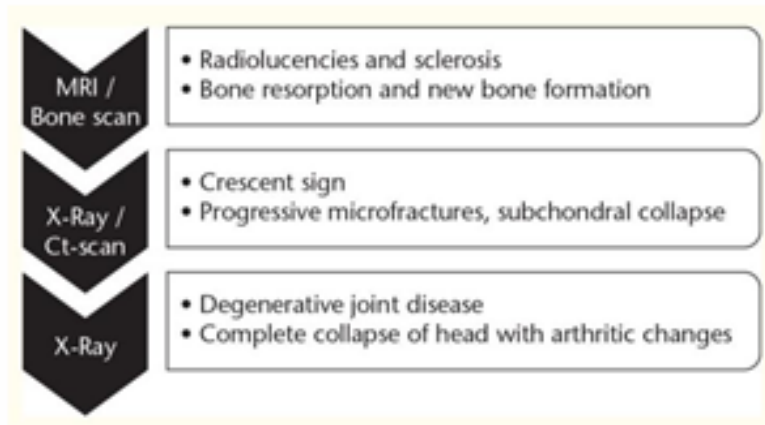 MRI /
Bone scan
• Radiolucencies and sclerosis
• Bone resorption and new bone formation
X-Ray /
Ct-scan
• Crescent sign
• Progressive microfractures, subchondral collapse
X-Ray
• Degenerative joint disease
• Complete collapse of head with arthritic changes